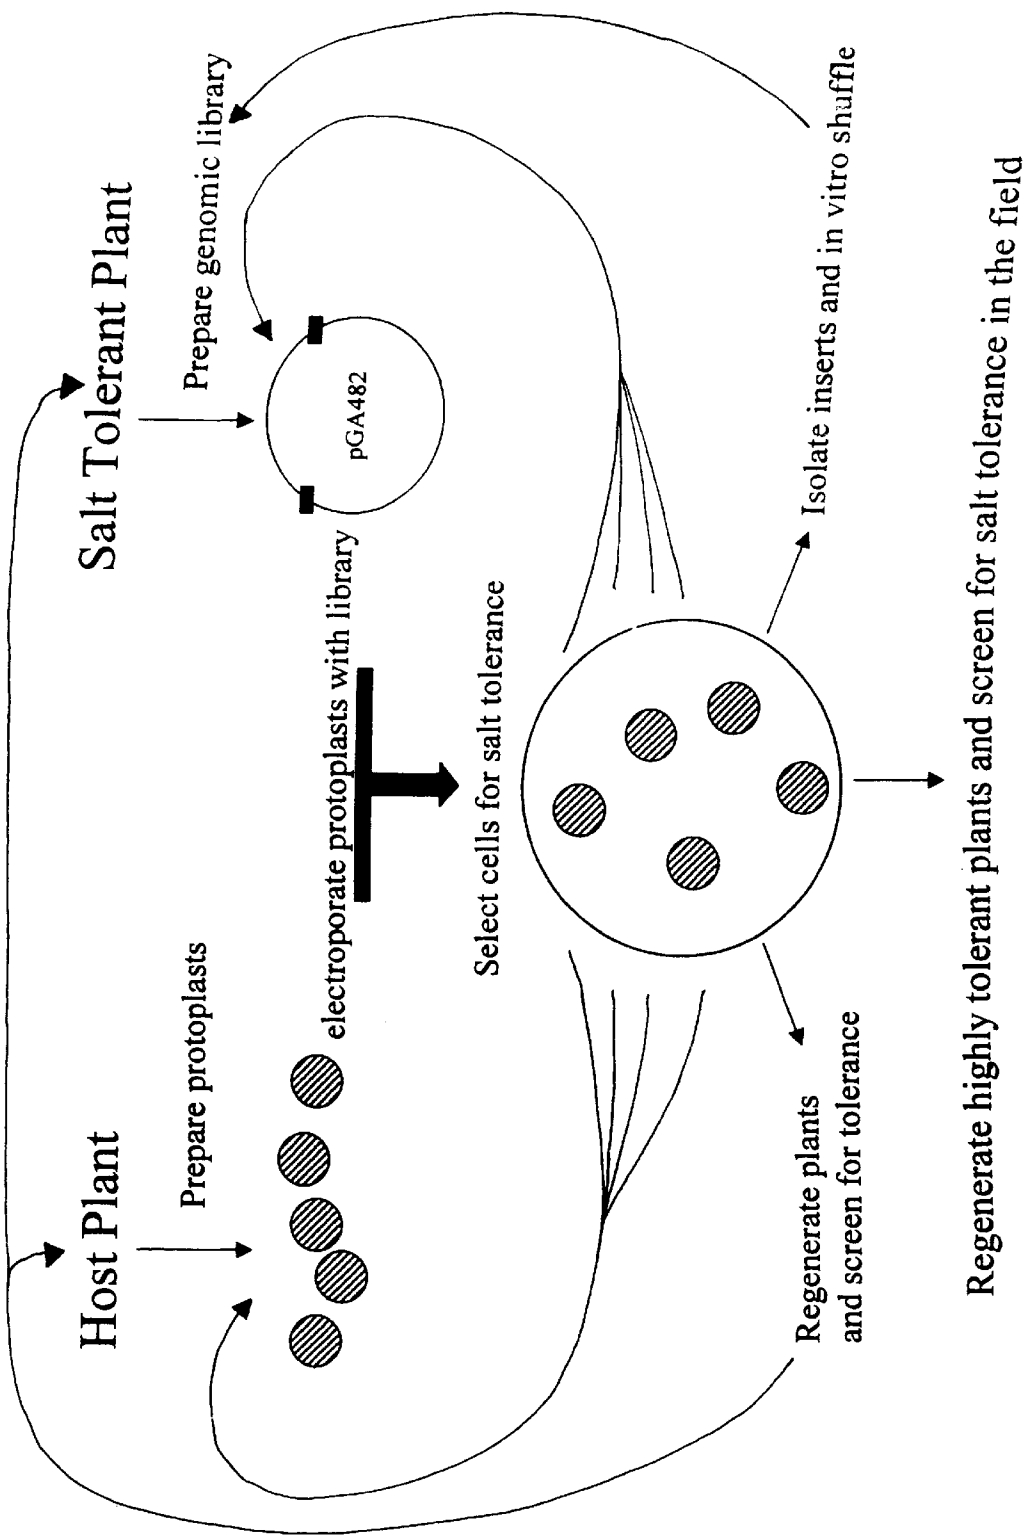 Host Plant
Salt Tolerant Plant
Prepare protoplasts
Prepare genomic library
electroporate protoplasts with library
pGA482
Select cells for salt tolerance
Regenerate plants
and screen for tolerance
Isolate inserts and in vitro shuffle
Regenerate highly tolerant plants and screen for salt tolerance in the field